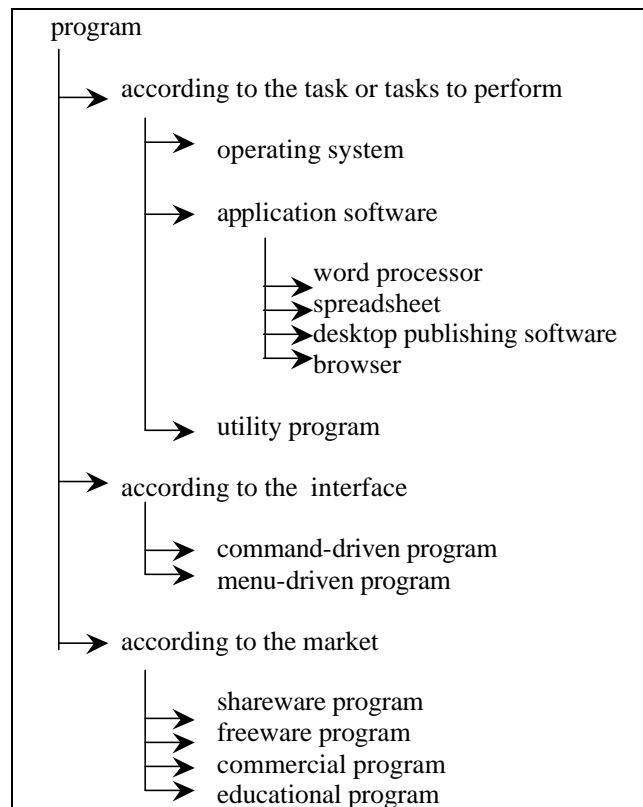 program
according to the task or tasks to perform
operating system
application software
word processor
spreadsheet
desktop publishing software
browser
utility program
according to the interface
command-driven program
menu-driven program
according to the market
shareware program
freeware program
commercial program
educational program